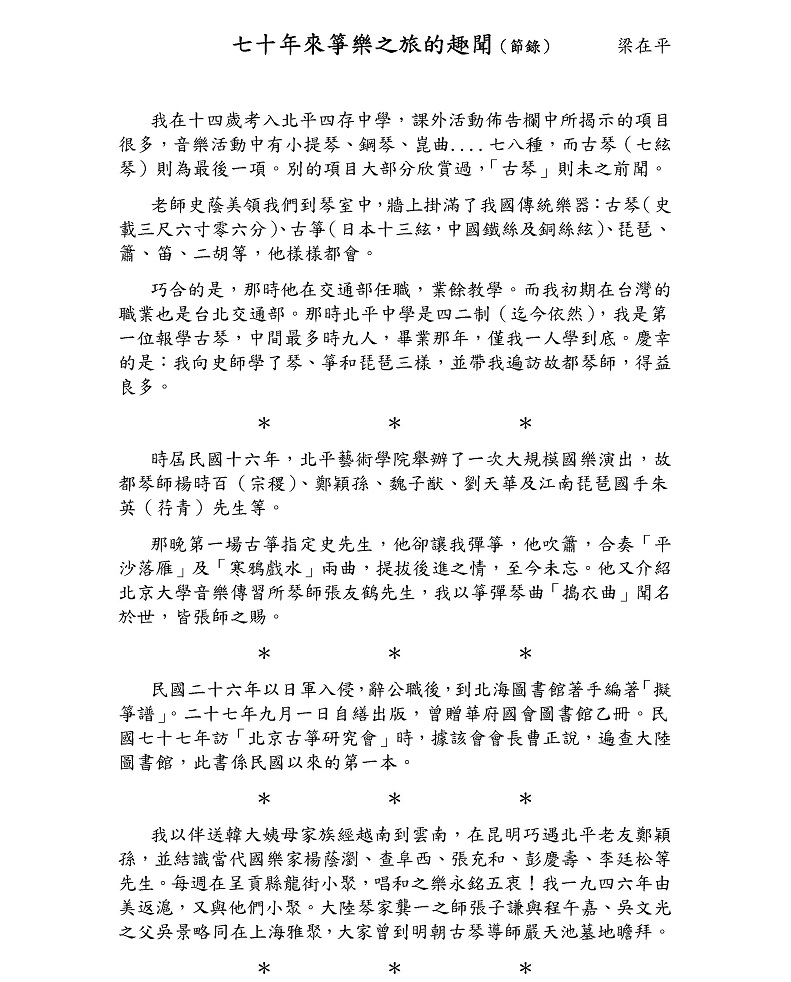 七十年來箏樂之旅的趣聞(節錄) 梁在平
我在十四歲考入北平四存中學,課外活動佈告欄中所揭示的項目
很多,音樂活動中有小提琴、鋼琴、崑曲....七八種,而古琴(七絃
琴)則為最後一項。別的項目大部分欣賞過,「古琴」則未之前聞。
老師史蔭美領我們到琴室中,牆上掛滿了我國傳統樂器:古琴(史
載三尺六寸零六分)、古箏(日本十三絃,中國鐵絲及銅絲絃)、琵琶、
簫、笛、二胡等,他樣樣都會。
巧合的是,那時他在交通部任職,業餘教學。而我初期在台灣的
職業也是台北交通部。那時北平中學是四二制(迄今依然),我是第
一位報學古琴,中間最多時九人,畢業那年,僅我一人學到底。慶幸
的是:我向史師學了琴、箏和琵琶三樣,並帶我遍訪故都琴師,得益
良多。
* * *
時屆民國十六年,北平藝術學院舉辦了一次大規模國樂演出,故
都琴師楊時百(宗稷)、鄭穎孫、魏子猷、劉天華及江南琵琶國手朱
英(荇青)先生等。
那晚第一場古箏指定史先生,他卻讓我彈箏,他吹簫,合奏「平
沙落雁」及「寒鴉戲水」兩曲,提拔後進之情,至今未忘。他又介紹
北京大學音樂傳習所琴師張友鶴先生,我以箏彈琴曲「搗衣曲」聞名
於世,皆張師之賜。
* * *
民國二十六年以日軍入侵,辭公職後,到北海圖書館著手編著「擬
箏譜」。二十七年九月一日自繕出版,曾贈華府國會圖書館乙冊。民
國七十七年訪「北京古箏研究會」時,據該會會長曹正說,遍查大陸
圖書館,此書係民國以來的第一本。
* * *
我以伴送韓大姨母家族經越南到雲南,在昆明巧遇北平老友鄭穎
孫,並結識當代國樂家楊蔭瀏、查阜西、張充和、彭慶壽、李廷松等
先生。每週在呈貢縣龍街小聚,唱和之樂永銘五衷!我一九四六年由
美返滬,又與他們小聚。大陸琴家龔一之師張子謙與程午嘉、吳文光
之父吳景略同在上海雅聚,大家曾到明朝古琴導師嚴天池墓地瞻拜。
* * *